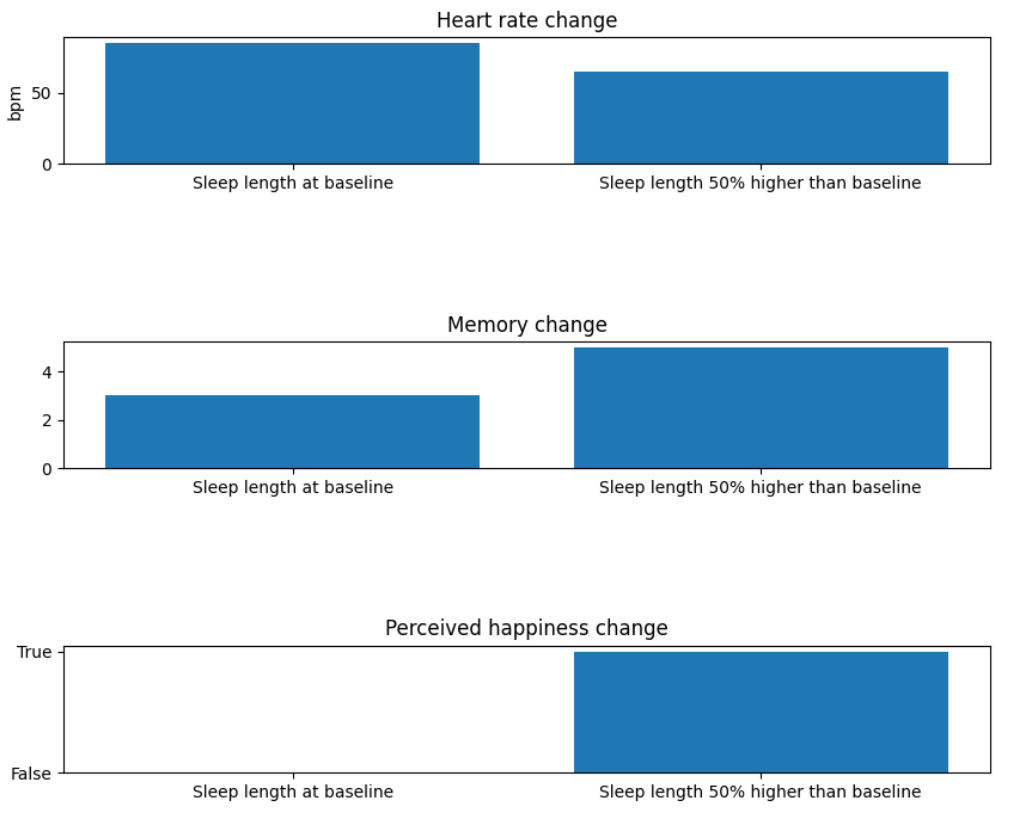 Heart rate change
bpm
50
0
Sleep length at baseline
Sleep length 50% higher than baseline
Memory change
4
2
0
Sleep length at baseline
Sleep length 50% higher than baseline
Perceived happiness change
True
False
Sleep length at baseline
Sleep length 50% higher than baseline